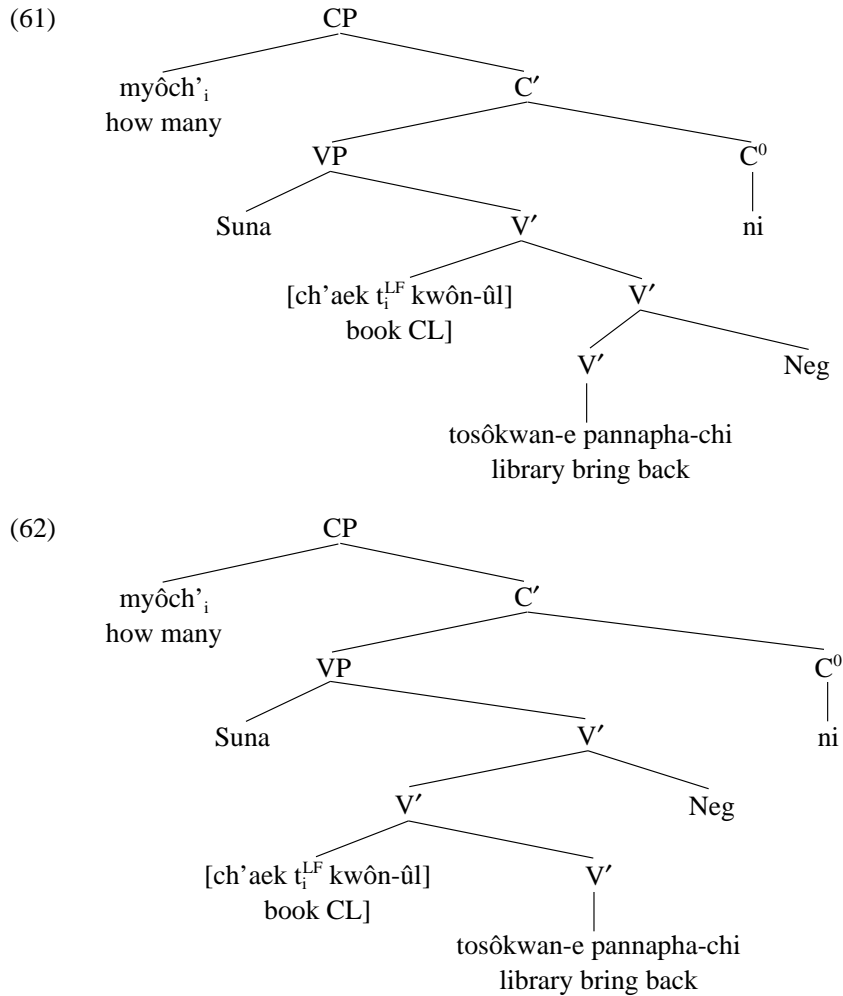 (61) CP
myôch'ᵢ C′
how many
VP C⁰
Suna V′ ni
[ch'aek tᵢᴸᶠ kwôn-ûl] V′
book CL]
V′ Neg
tosôkwan-e pannapha-chi
library bring back
(62) CP
myôch'ᵢ C′
how many
VP C⁰
Suna V′ ni
V′ Neg
[ch'aek tᵢᴸᶠ kwôn-ûl] V′
book CL]
tosôkwan-e pannapha-chi
library bring back